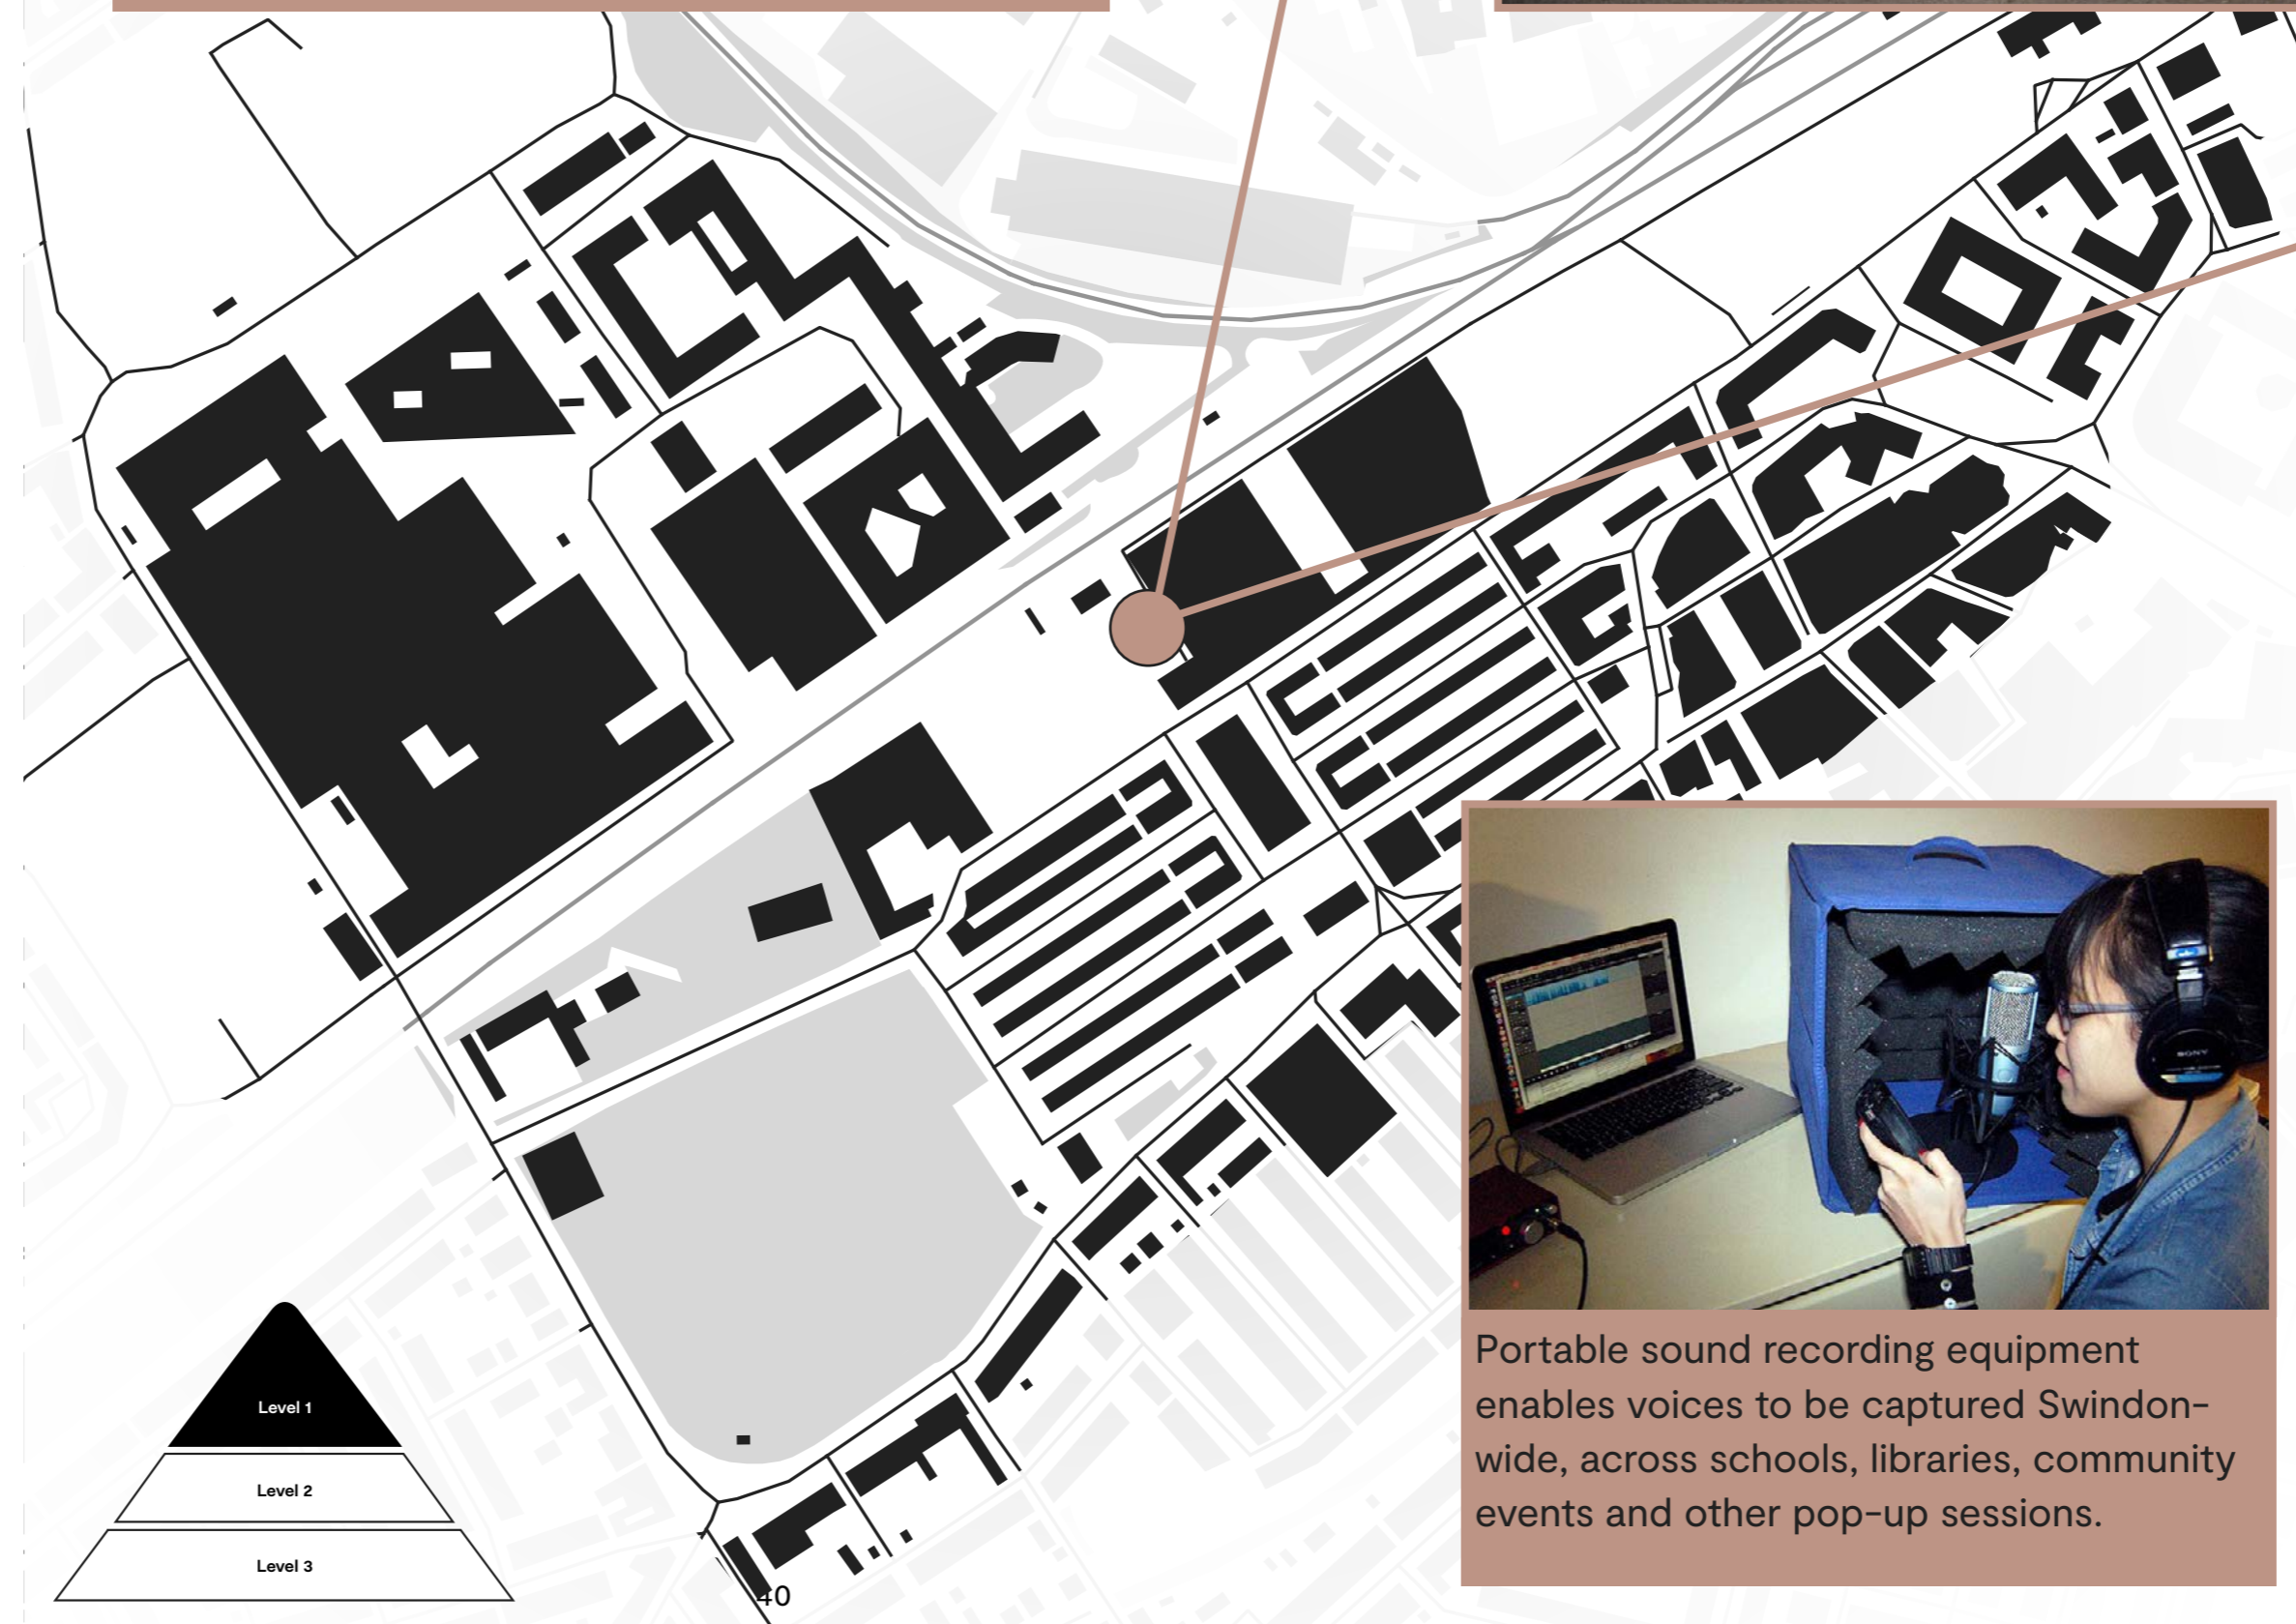 Level 1
Level 2
Level 3
40
SONY
Portable sound recording equipment
enables voices to be captured Swindon-
wide, across schools, libraries, community
events and other pop-up sessions.